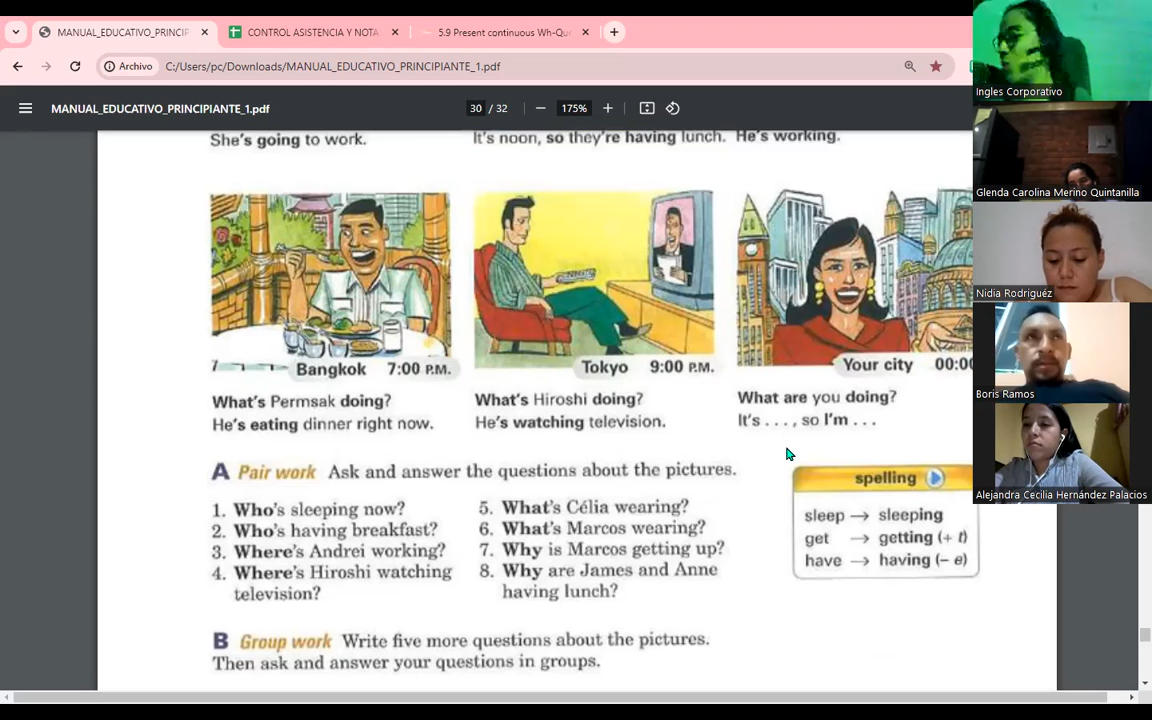 MANUAL_EDUCATIVO_PRINCIP
CONTROL ASISTENCIA Y NOTA
5.9 Present continuous Wh-Que
Archivo
C:/Users/pc/Downloads/MANUAL_EDUCATIVO_PRINCIPIANTE_1.pdf
MANUAL_EDUCATIVO_PRINCIPIANTE_1.pdf
30 / 32
175%
She's going to work.
It's noon, so they're having lunch.
He's working.
Bangkok 7:00 P.M.
Tokyo 9:00 P.M.
Your city 00:00
What's Permsak doing?
He's eating dinner right now.
What's Hiroshi doing?
He's watching television.
What are you doing?
It's . . . , so I'm . . .
A Pair work Ask and answer the questions about the pictures.
1. Who's sleeping now?
2. Who's having breakfast?
3. Where's Andrei working?
4. Where's Hiroshi watching
television?
5. What's Célia wearing?
6. What's Marcos wearing?
7. Why is Marcos getting up?
8. Why are James and Anne
having lunch?
spelling
sleep → sleeping
get → getting (+ t)
have → having (– e)
B Group work Write five more questions about the pictures.
Then ask and answer your questions in groups.
Ingles Corporativo
Glenda Carolina Merino Quintanilla
Nidia Rodriguéz
Boris Ramos
Alejandra Cecilia Hernández Palacios